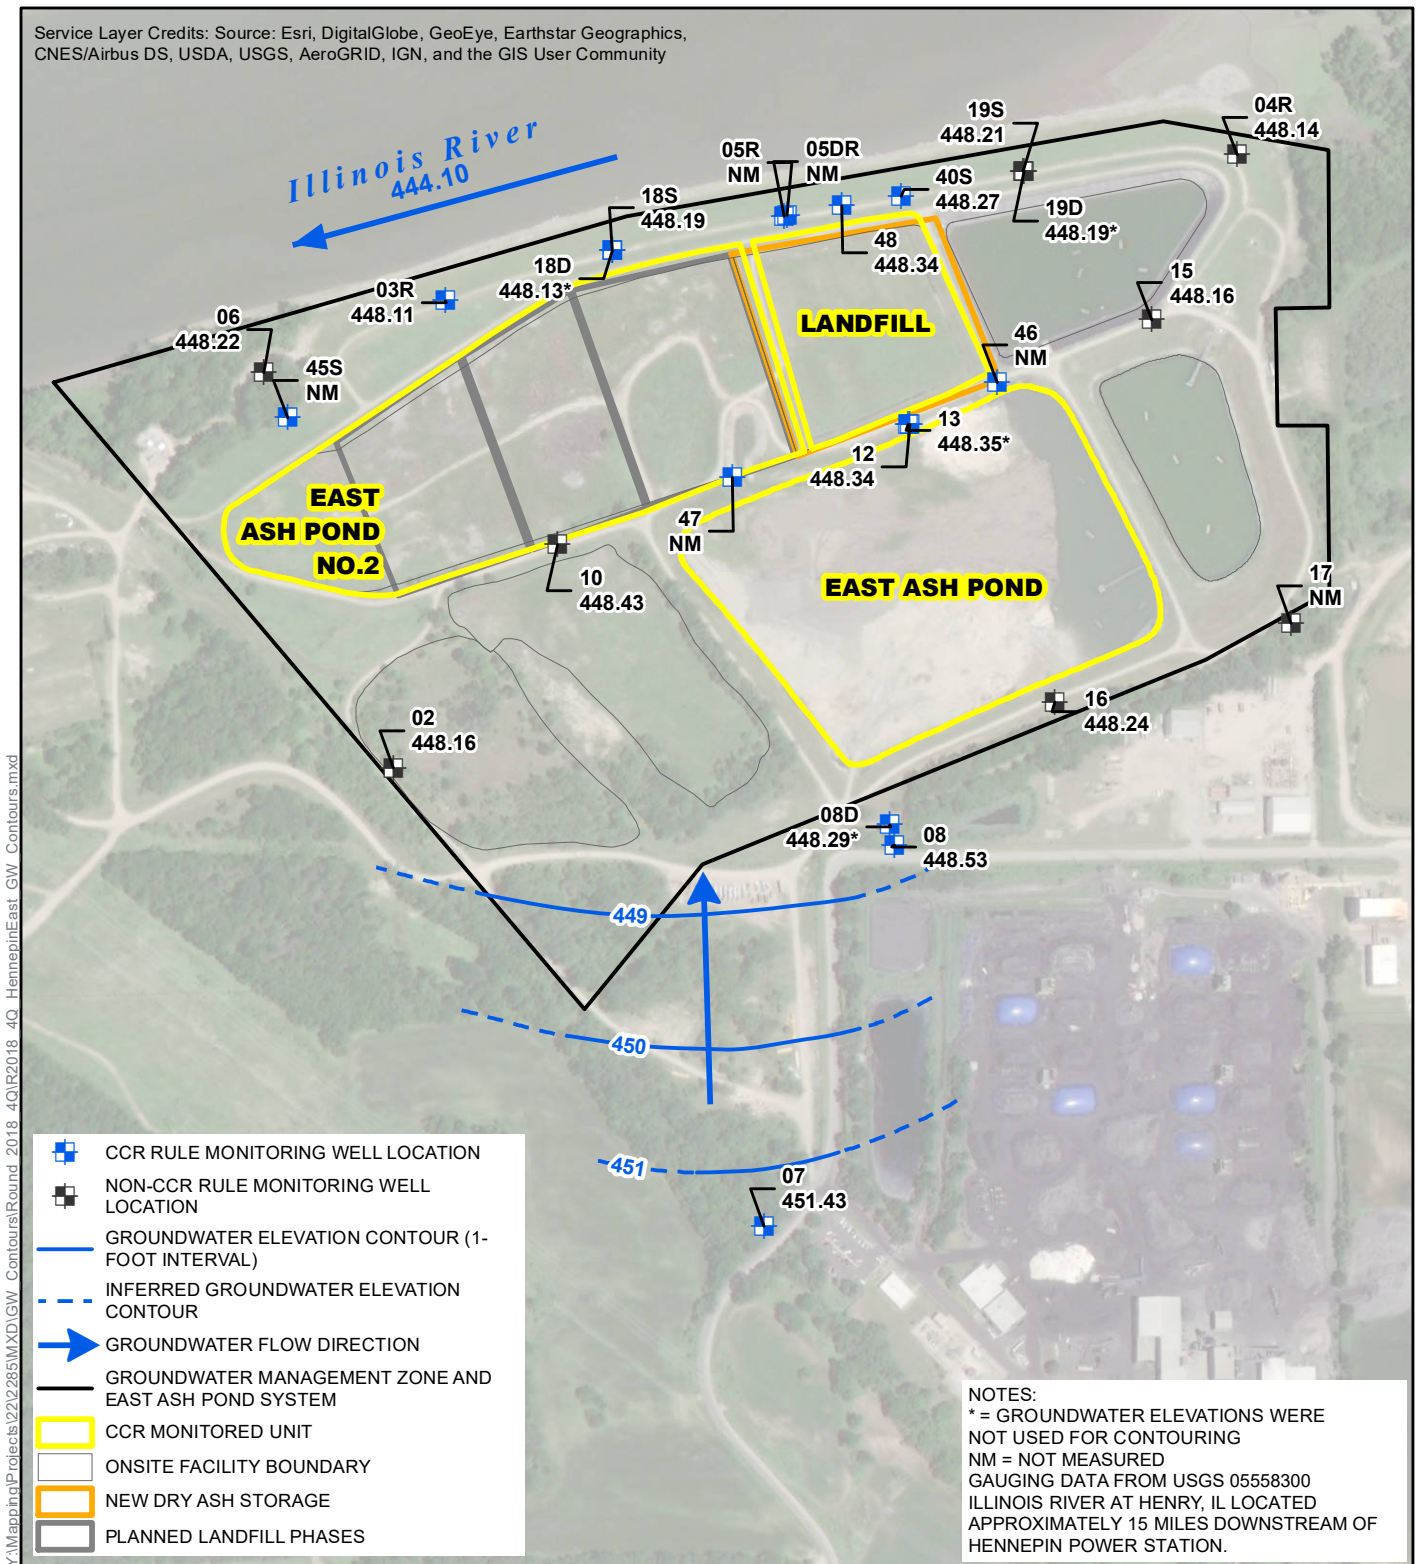 Service Layer Credits: Source: Esri, DigitalGlobe, GeoEye, Earthstar Geographics,
CNES/Airbus DS, USDA, USGS, AeroGRID, IGN, and the GIS User Community
Illinois River
444.10
19S
448.21
04R
448.14
05R
NM
05DR
NM
40S
448.27
18S
448.19
19D
448.19*
48
448.34
18D
448.13*
15
448.16
03R
448.11
06
448.22
LANDFILL
46
NM
45S
NM
13
448.35*
12
448.34
EAST
ASH POND
NO.2
47
NM
10
448.43
EAST ASH POND
17
NM
16
448.24
02
448.16
08D
448.29*
08
448.53
449
450
451
07
451.43
CCR RULE MONITORING WELL LOCATION
NON-CCR RULE MONITORING WELL
LOCATION
GROUNDWATER ELEVATION CONTOUR (1-
FOOT INTERVAL)
INFERRED GROUNDWATER ELEVATION
CONTOUR
GROUNDWATER FLOW DIRECTION
GROUNDWATER MANAGEMENT ZONE AND
EAST ASH POND SYSTEM
CCR MONITORED UNIT
ONSITE FACILITY BOUNDARY
NEW DRY ASH STORAGE
PLANNED LANDFILL PHASES
NOTES:
* = GROUNDWATER ELEVATIONS WERE
NOT USED FOR CONTOURING
NM = NOT MEASURED
GAUGING DATA FROM USGS 05558300
ILLINOIS RIVER AT HENRY, IL LOCATED
APPROXIMATELY 15 MILES DOWNSTREAM OF
HENNEPIN POWER STATION.
Y:\Mapping\Projects\22\2285\MXD\GW_Contours\Round_2018_4Q\R2018_4Q_HennepinEast_GW_Contours.mxd